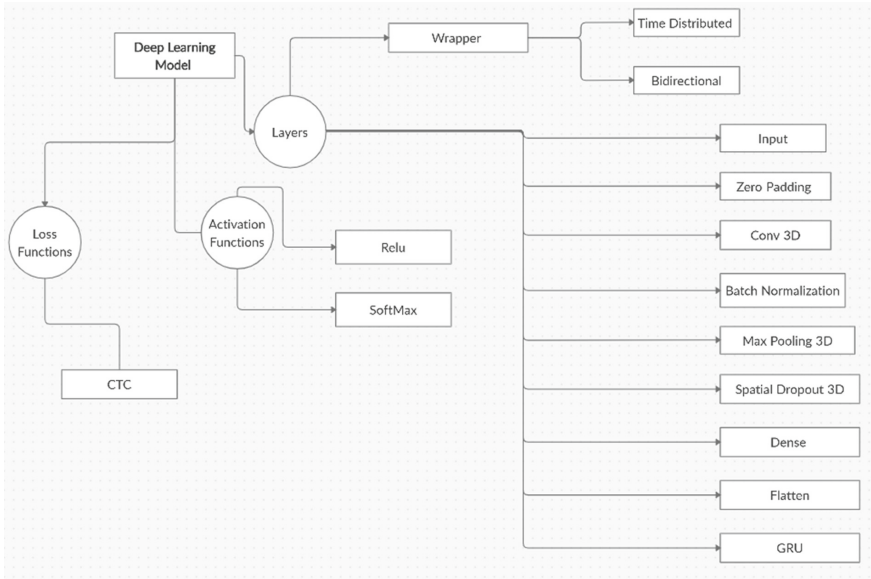 Deep Learning
Model
Wrapper
Time Distributed
Bidirectional
Layers
Input
Zero Padding
Conv 3D
Batch Normalization
Max Pooling 3D
Spatial Dropout 3D
Dense
Flatten
GRU
Activation
Functions
Relu
SoftMax
Loss
Functions
CTC